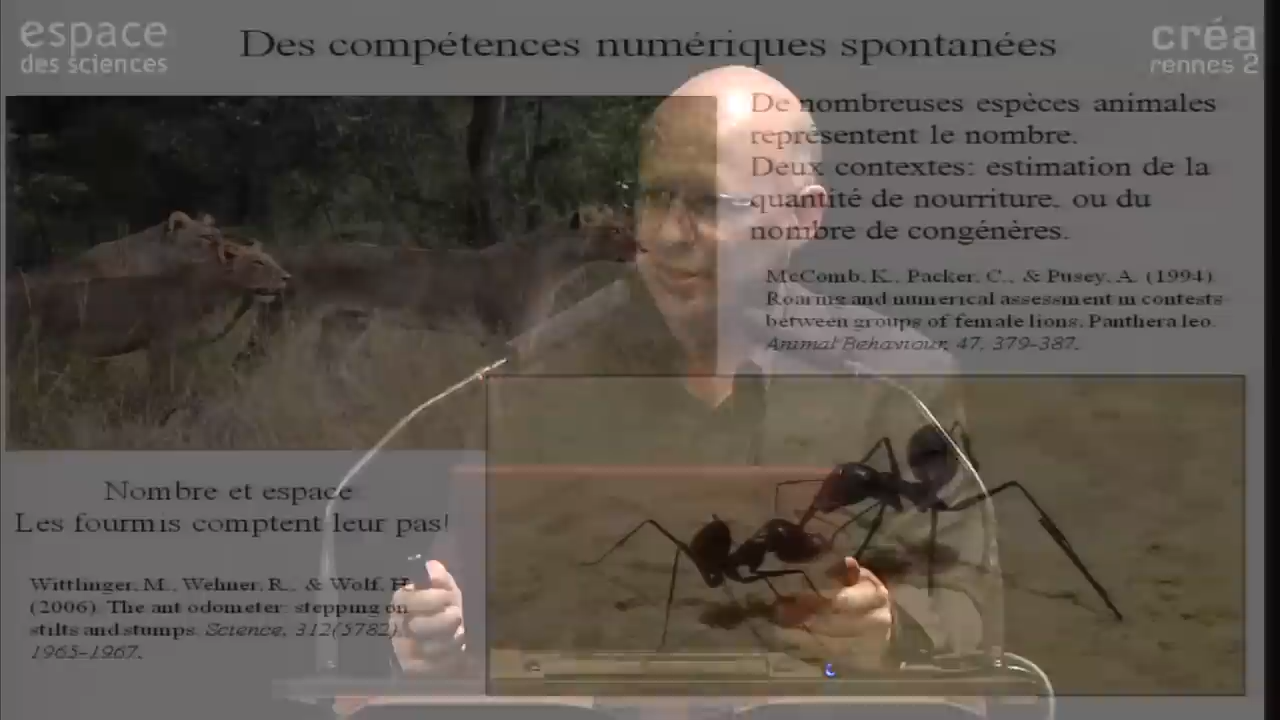 espace
des sciences
Des compétences numériques spontanées
créa
rennes 2
De nombreuses espèces animales
représentent le nombre.
Deux contextes: estimation de la
quantité de nourriture, ou du
nombre de congénères.
McComb, K., Packer, C., & Pusey, A. (1994).
Roaring and numerical assessment in contests
between groups of female lions, Panthera leo.
Animal Behaviour, 47, 379-387.
Nombre et espace
Les fourmis comptent leur pas!
Wittlinger, M., Wehner, R., & Wolf, H.
(2006). The ant odometer: stepping on
stilts and stumps. Science, 312(5782),
1965-1967.